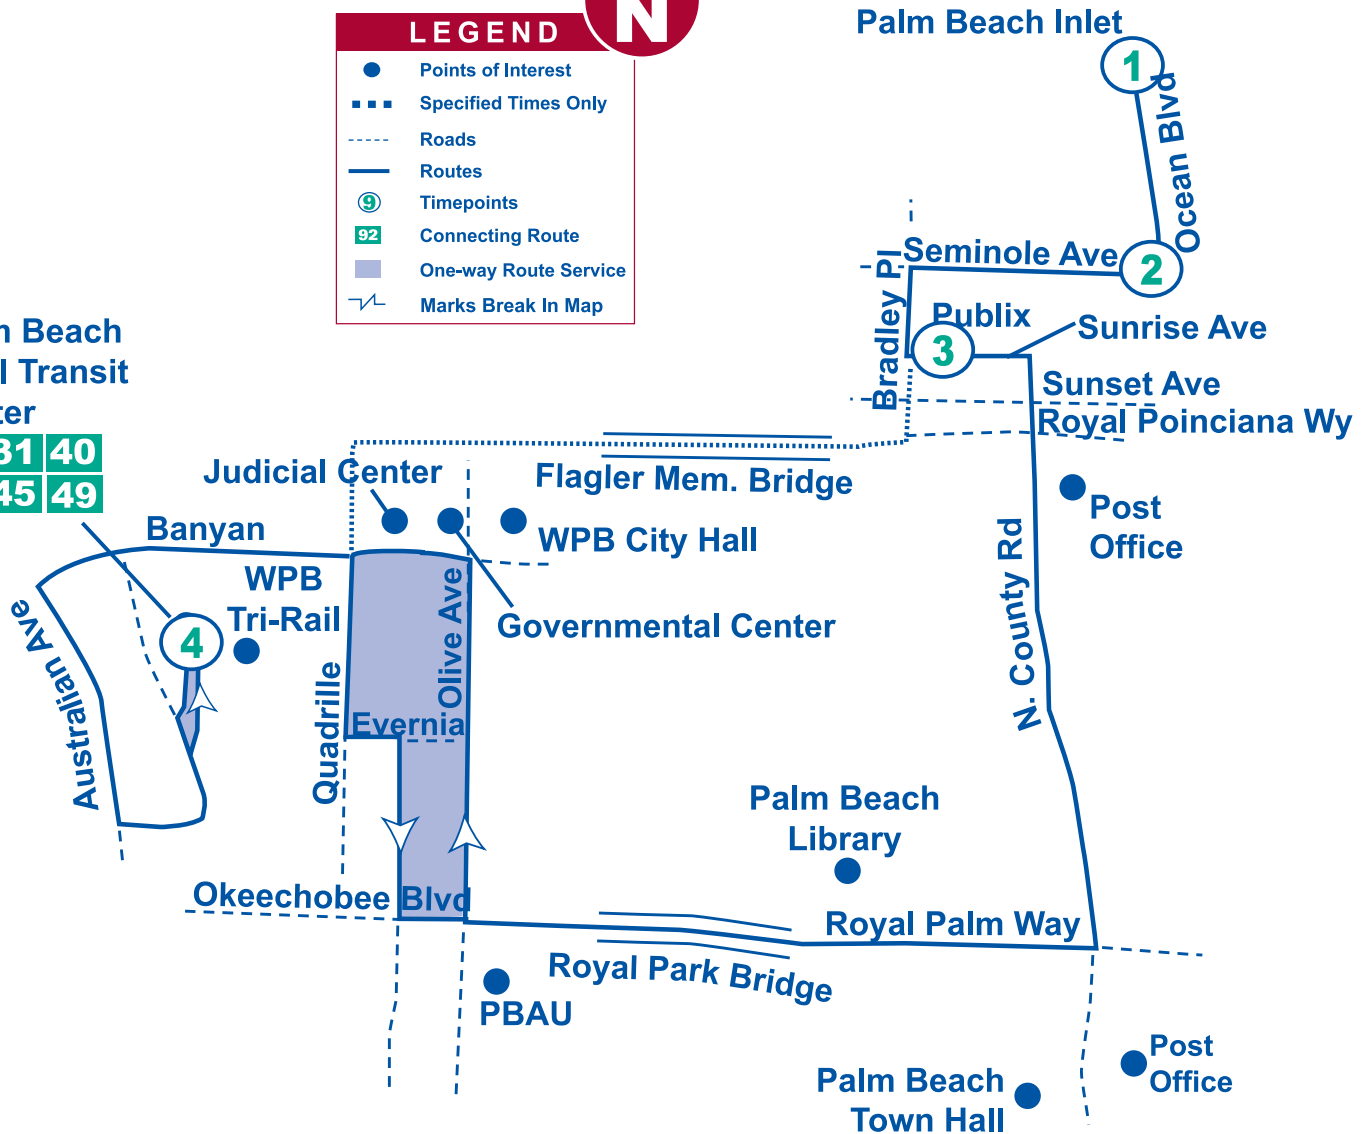 N
LEGEND
Points of Interest
Specified Times Only
Roads
Routes
9 Timepoints
92 Connecting Route
One-way Route Service
Marks Break In Map
Palm Beach Inlet
1
Ocean Blvd
Seminole Ave
2
Bradley Pl
Publix
3
Sunrise Ave
Sunset Ave
Royal Poinciana Wy
Beach
Transit
40
45 49
Judicial Center
Flagler Mem. Bridge
Post
Office
Banyan
WPB City Hall
WPB
Tri-Rail
Olive Ave
Governmental Center
N. County Rd
Australian Ave
4
Quadrille
Evernia
Palm Beach
Library
Okeechobee Blvd
Royal Palm Way
Royal Park Bridge
PBAU
Post
Office
Palm Beach
Town Hall